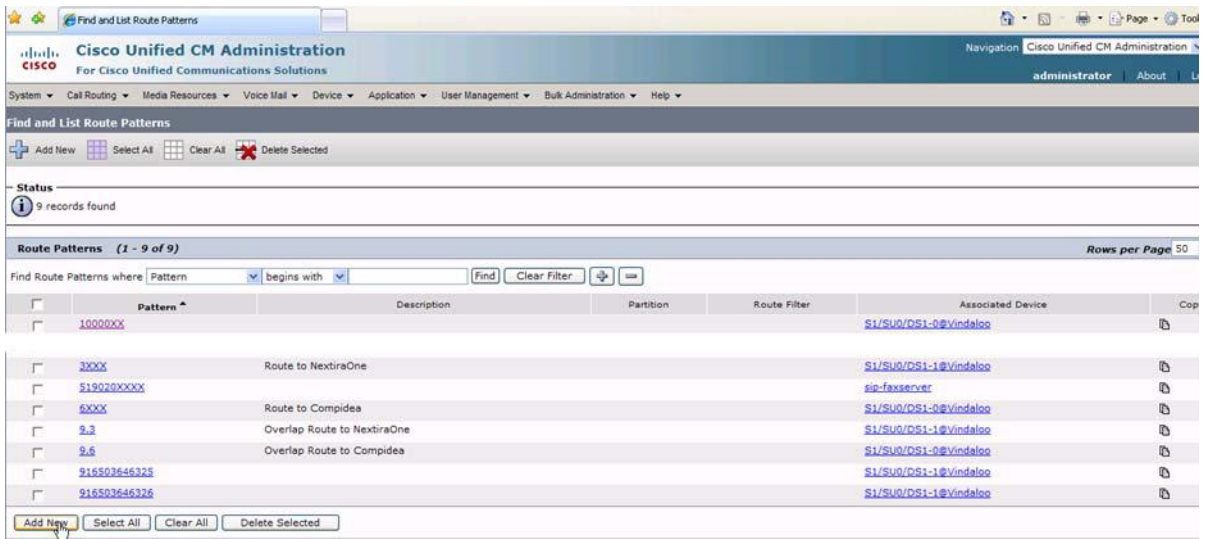 Find and List Route Patterns
Page
Cisco Unified CM Administration
For Cisco Unified Communications Solutions
Navigation Cisco Unified CM Administration
CISCO
administrator About
System Call Routing Media Resources Voice Mail Device Application User Management Bulk Administration Help
Find and List Route Patterns
Add New Select All Clear All Delete Selected
Status
i 9 records found
Route Patterns (1 - 9 of 9) Rows per Page 50
Find Route Patterns where Pattern begins with Find Clear Filter
Pattern Description Partition Route Filter Associated Device Cop
10000XX S1/SU0/DS1-0@Vindaloo
3XXX Route to NextiraOne S1/SU0/DS1-1@Vindaloo
519020XXXX sip-faxserver
6XXX Route to Compidea S1/SU0/DS1-0@Vindaloo
9.3 Overlap Route to NextiraOne S1/SU0/DS1-1@Vindaloo
9.6 Overlap Route to Compidea S1/SU0/DS1-0@Vindaloo
916503646325 S1/SU0/DS1-1@Vindaloo
916503646326 S1/SU0/DS1-1@Vindaloo
Add New Select All Clear All Delete Selected